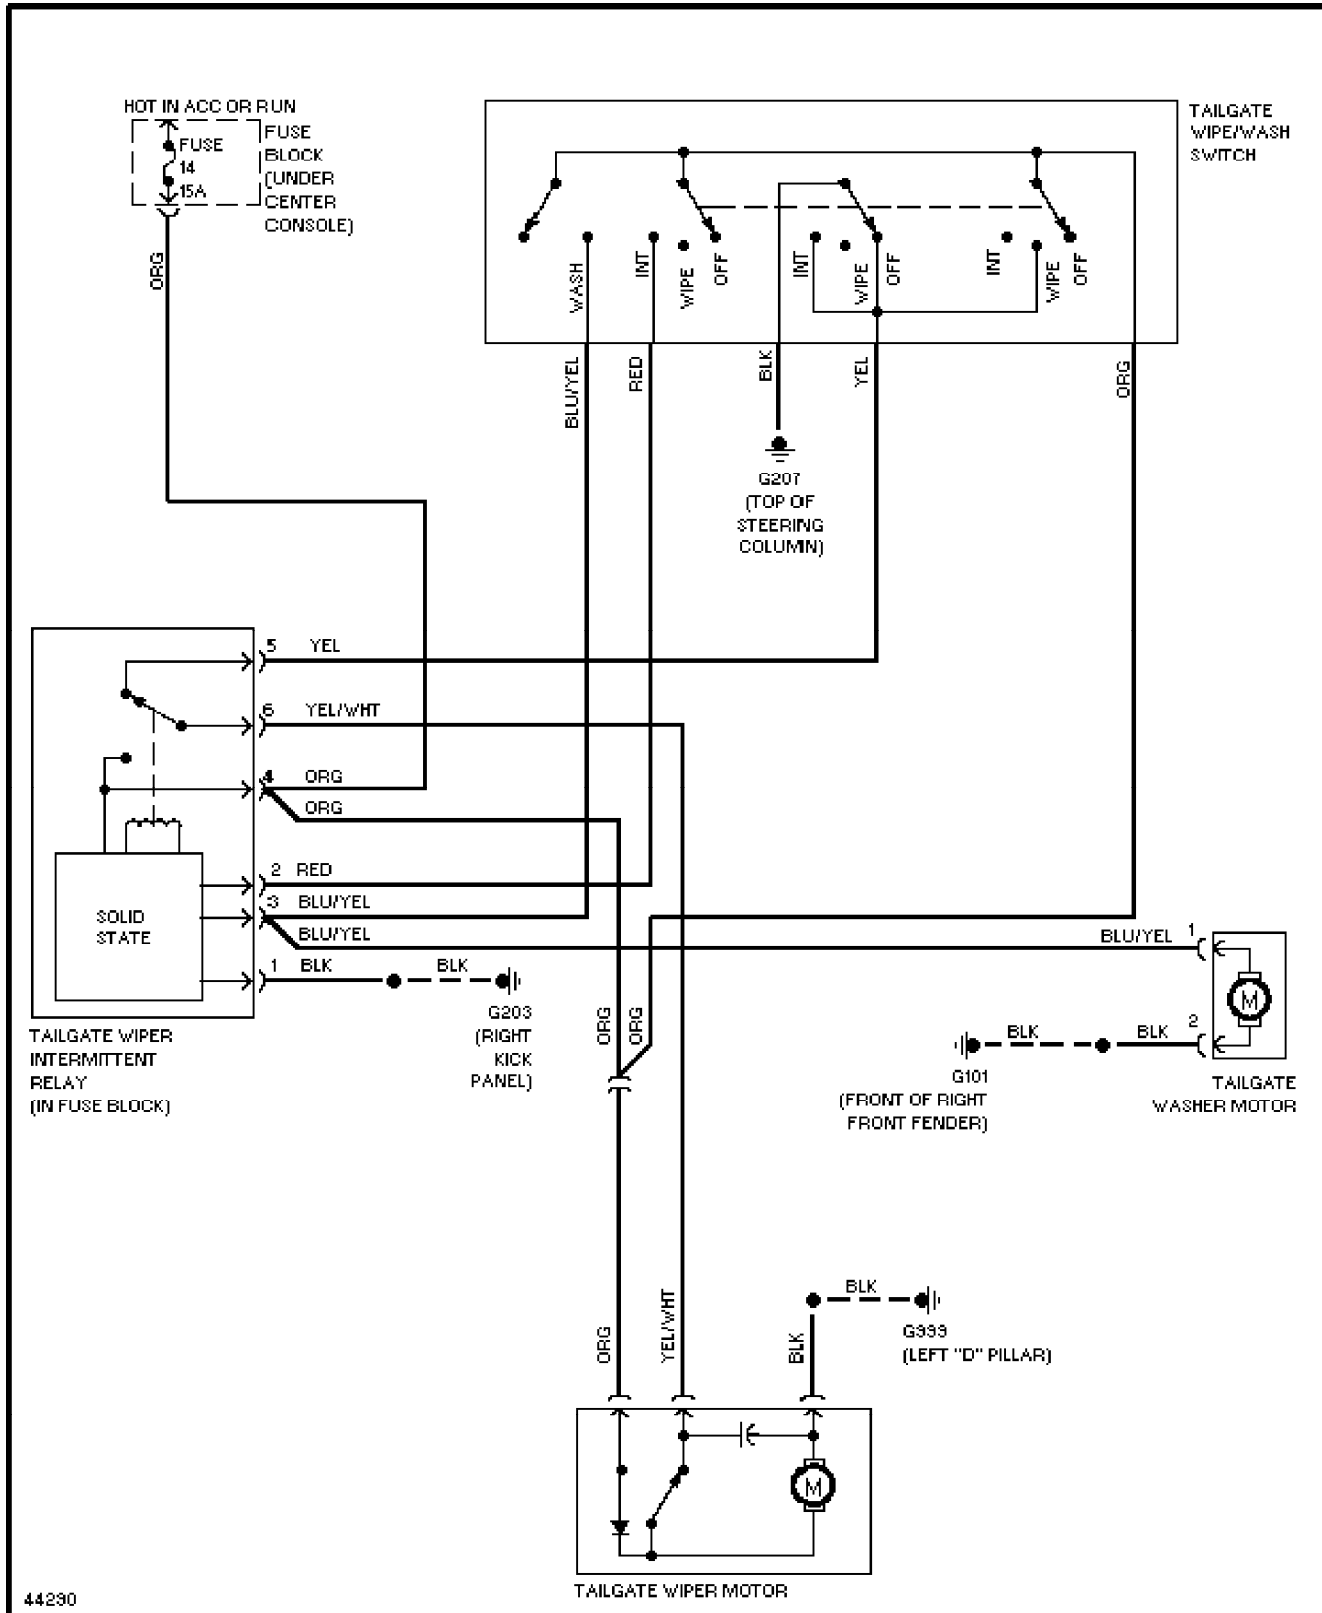 HOT IN ACC OR RUN
FUSE
14
15A
FUSE
BLOCK
(UNDER
CENTER
CONSOLE)
ORG
TAILGATE
WIPE/WASH
SWITCH
WASH
INT
WIPE
OFF
INT
WIPE
OFF
INT
WIPE
OFF
BLU/YEL
RED
BLK
YEL
ORG
G207
(TOP OF
STEERING
COLUMN)
5 YEL
6 YEL/WHT
4 ORG
ORG
2 RED
3 BLU/YEL
BLU/YEL
1 BLK
BLK
SOLID
STATE
G203
(RIGHT
KICK
PANEL)
TAILGATE WIPER
INTERMITTENT
RELAY
(IN FUSE BLOCK)
ORG
ORG
BLU/YEL 1
M
BLK
BLK 2
G101
(FRONT OF RIGHT
FRONT FENDER)
TAILGATE
WASHER MOTOR
ORG
YEL/WHT
BLK
BLK
G999
(LEFT "D" PILLAR)
M
TAILGATE WIPER MOTOR
44290